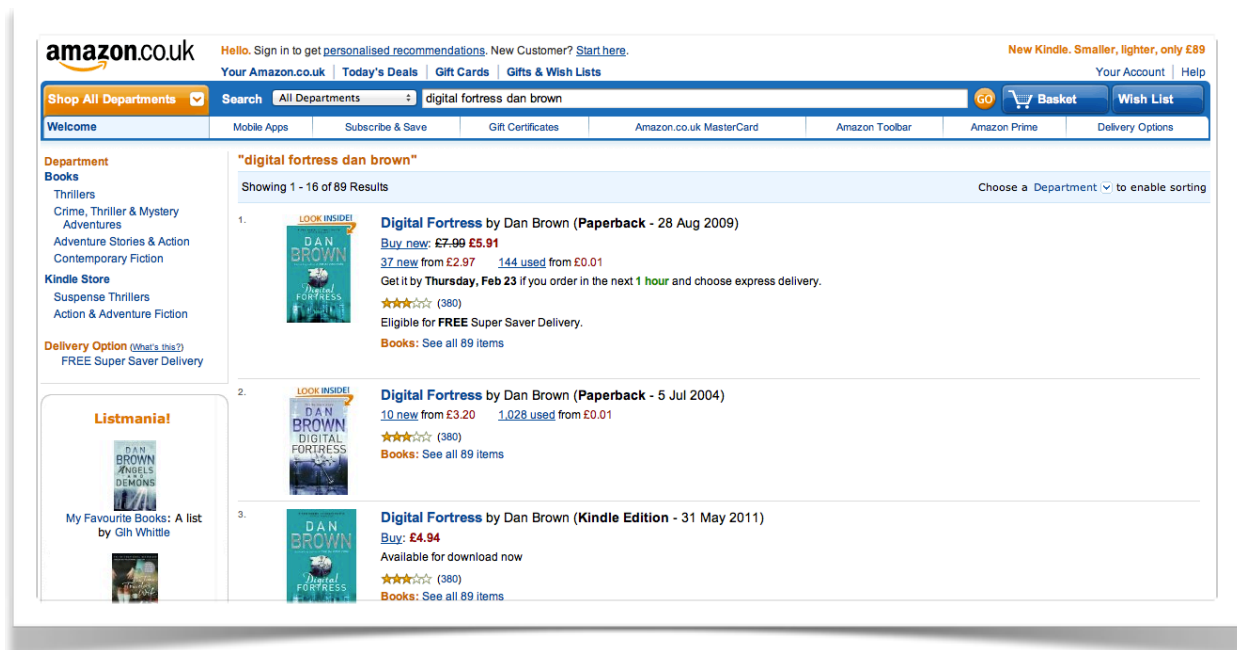 amazon.co.uk
Hello. Sign in to get personalised recommendations. New Customer? Start here.
New Kindle. Smaller, lighter, only £89
Your Amazon.co.uk Today's Deals Gift Cards Gifts & Wish Lists
Your Account Help
Shop All Departments
Search All Departments digital fortress dan brown GO Basket Wish List
Welcome Mobile Apps Subscribe & Save Gift Certificates Amazon.co.uk MasterCard Amazon Toolbar Amazon Prime Delivery Options
Department
Books
Thrillers
Crime, Thriller & Mystery
Adventures
Adventure Stories & Action
Contemporary Fiction
Kindle Store
Suspense Thrillers
Action & Adventure Fiction
Delivery Option (What's this?)
FREE Super Saver Delivery
Listmania!
DAN
BROWN
ANGELS
AND
DEMONS
My Favourite Books: A list
by Glh Whittle
"digital fortress dan brown"
Showing 1 - 16 of 89 Results
Choose a Department to enable sorting
1.
LOOK INSIDE!
DAN
BROWN
Digital
FORTRESS
Digital Fortress by Dan Brown (Paperback - 28 Aug 2009)
Buy new: £7.99 £5.91
37 new from £2.97 144 used from £0.01
Get it by Thursday, Feb 23 if you order in the next 1 hour and choose express delivery.
(380)
Eligible for FREE Super Saver Delivery.
Books: See all 89 items
2.
LOOK INSIDE!
DAN
BROWN
DIGITAL
FORTRESS
Digital Fortress by Dan Brown (Paperback - 5 Jul 2004)
10 new from £3.20 1,028 used from £0.01
(380)
Books: See all 89 items
3.
DAN
BROWN
Digital
FORTRESS
Digital Fortress by Dan Brown (Kindle Edition - 31 May 2011)
Buy: £4.94
Available for download now
(380)
Books: See all 89 items